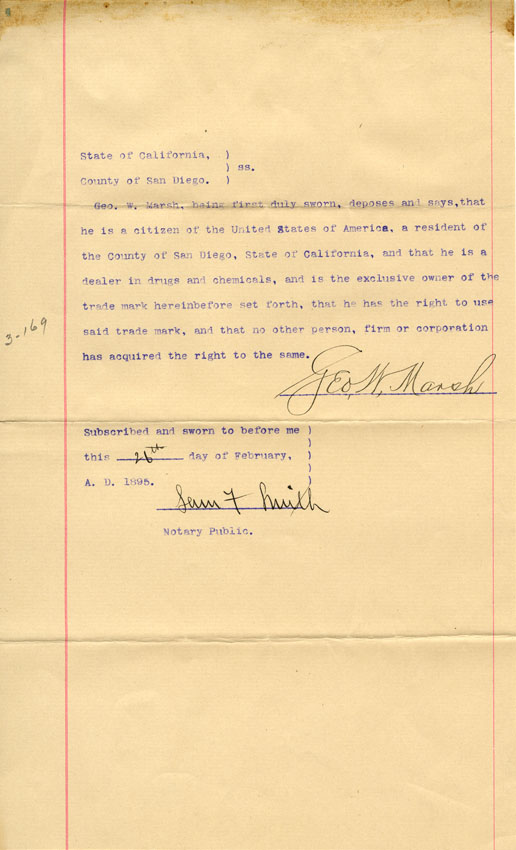 State of California, )
) ss.
County of San Diego. )
Geo. W. Marsh, being first duly sworn, deposes and says,that
he is a citizen of the United States of America, a resident of
the County of San Diego, State of California, and that he is a
dealer in drugs and chemicals, and is the exclusive owner of the
trade mark hereinbefore set forth, that he has the right to use
said trade mark, and that no other person, firm or corporation
has acquired the right to the same.
3-169
Geo. W. Marsh
Subscribed and sworn to before me )
)
this 26th day of February, )
)
A. D. 1895. )
Sam F Smith
Notary Public.